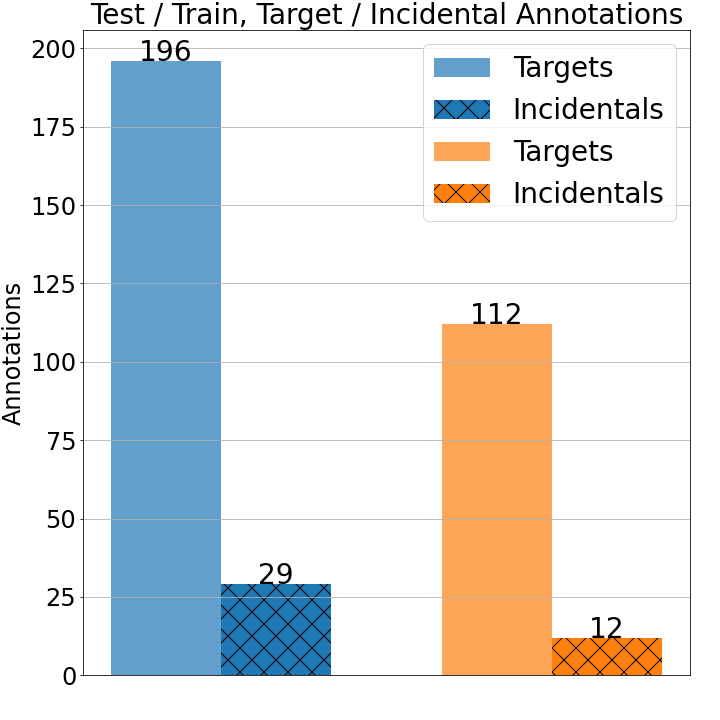 Test / Train, Target / Incidental Annotations
Annotations
200
175
150
125
100
75
50
25
0
196
29
112
12
Targets
Incidentals
Targets
Incidentals